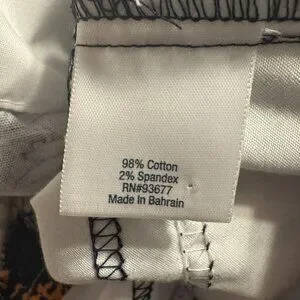 98% Cotton
2% Spandex
RN#93677
Made In Bahrain